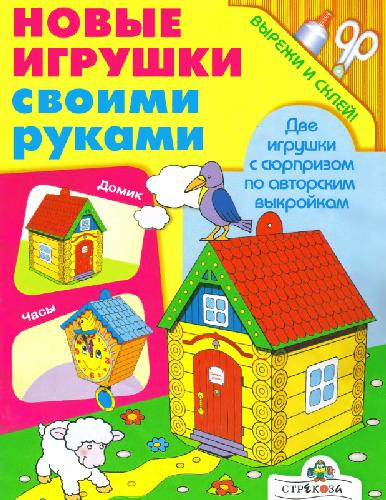 НОВЫЕ
ИГРУШКИ
СВОИМИ
РУКАМИ
ВЫРЕЖИ И СКЛЕЙ!
Две
игрушки
с сюрпризом
по авторским
выкройкам
Домик
Часы
СТРЕКОЗА